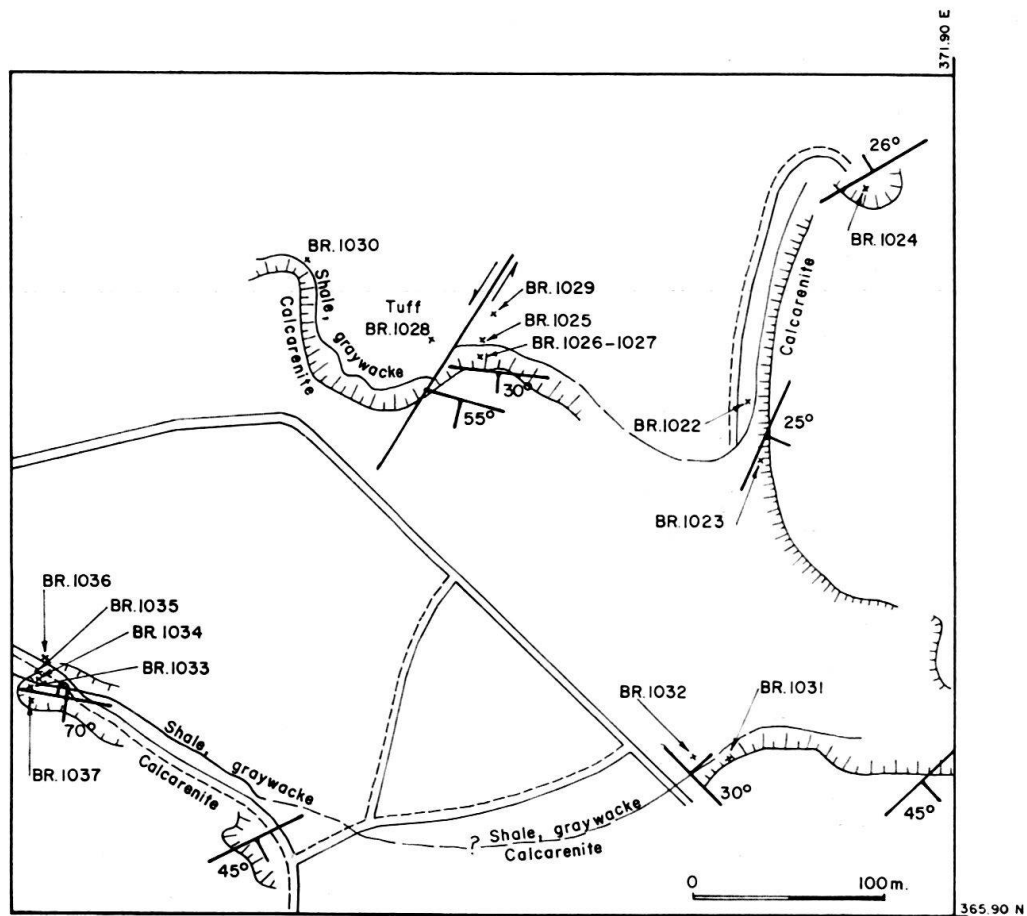 371.90 E
26°
BR.1024
BR.1030
Shale, graywacke
Calcarenite
Tuff
BR.1028
BR.1029
BR.1025
BR.1026-1027
30°
55°
Calcarenite
BR.1022
25°
BR.1023
BR.1036
BR.1035
BR.1034
BR.1033
70°
BR.1037
Shale, graywacke
Calcarenite
45°
BR.1032
BR.1031
30°
45°
? Shale, graywacke
Calcarenite
0 100 m.
365.90 N